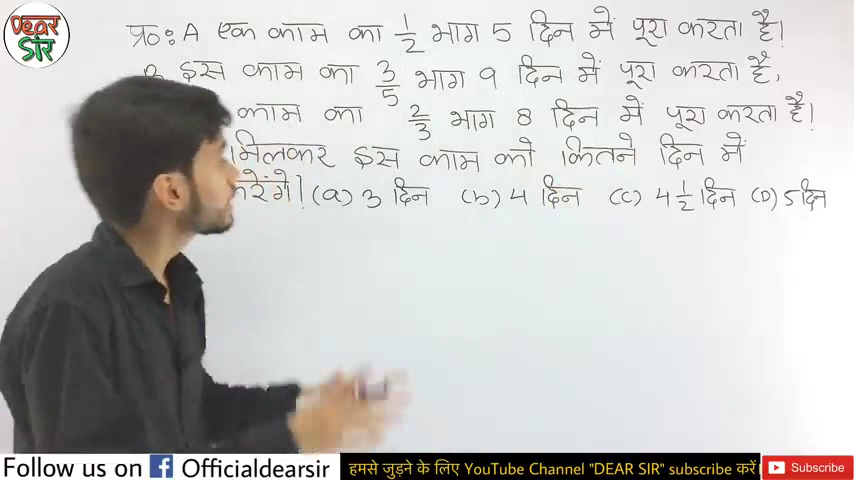 DEAR
SIR
प्र०: A एक काम का 1/2 भाग 5 दिन में पूरा करता है।
इस काम का 3/5 भाग 9 दिन में पूरा करता है,
काम का 2/3 भाग 8 दिन में पूरा करता है।
मिलकर इस काम को कितने दिन में
करेंगे। (a) 3 दिन (b) 4 दिन (c) 4 1/2 दिन (D) 5 दिन
Follow us on f Officialdearsir
हमसे जुड़ने के लिए YouTube Channel "DEAR SIR" subscribe करें
Subscribe